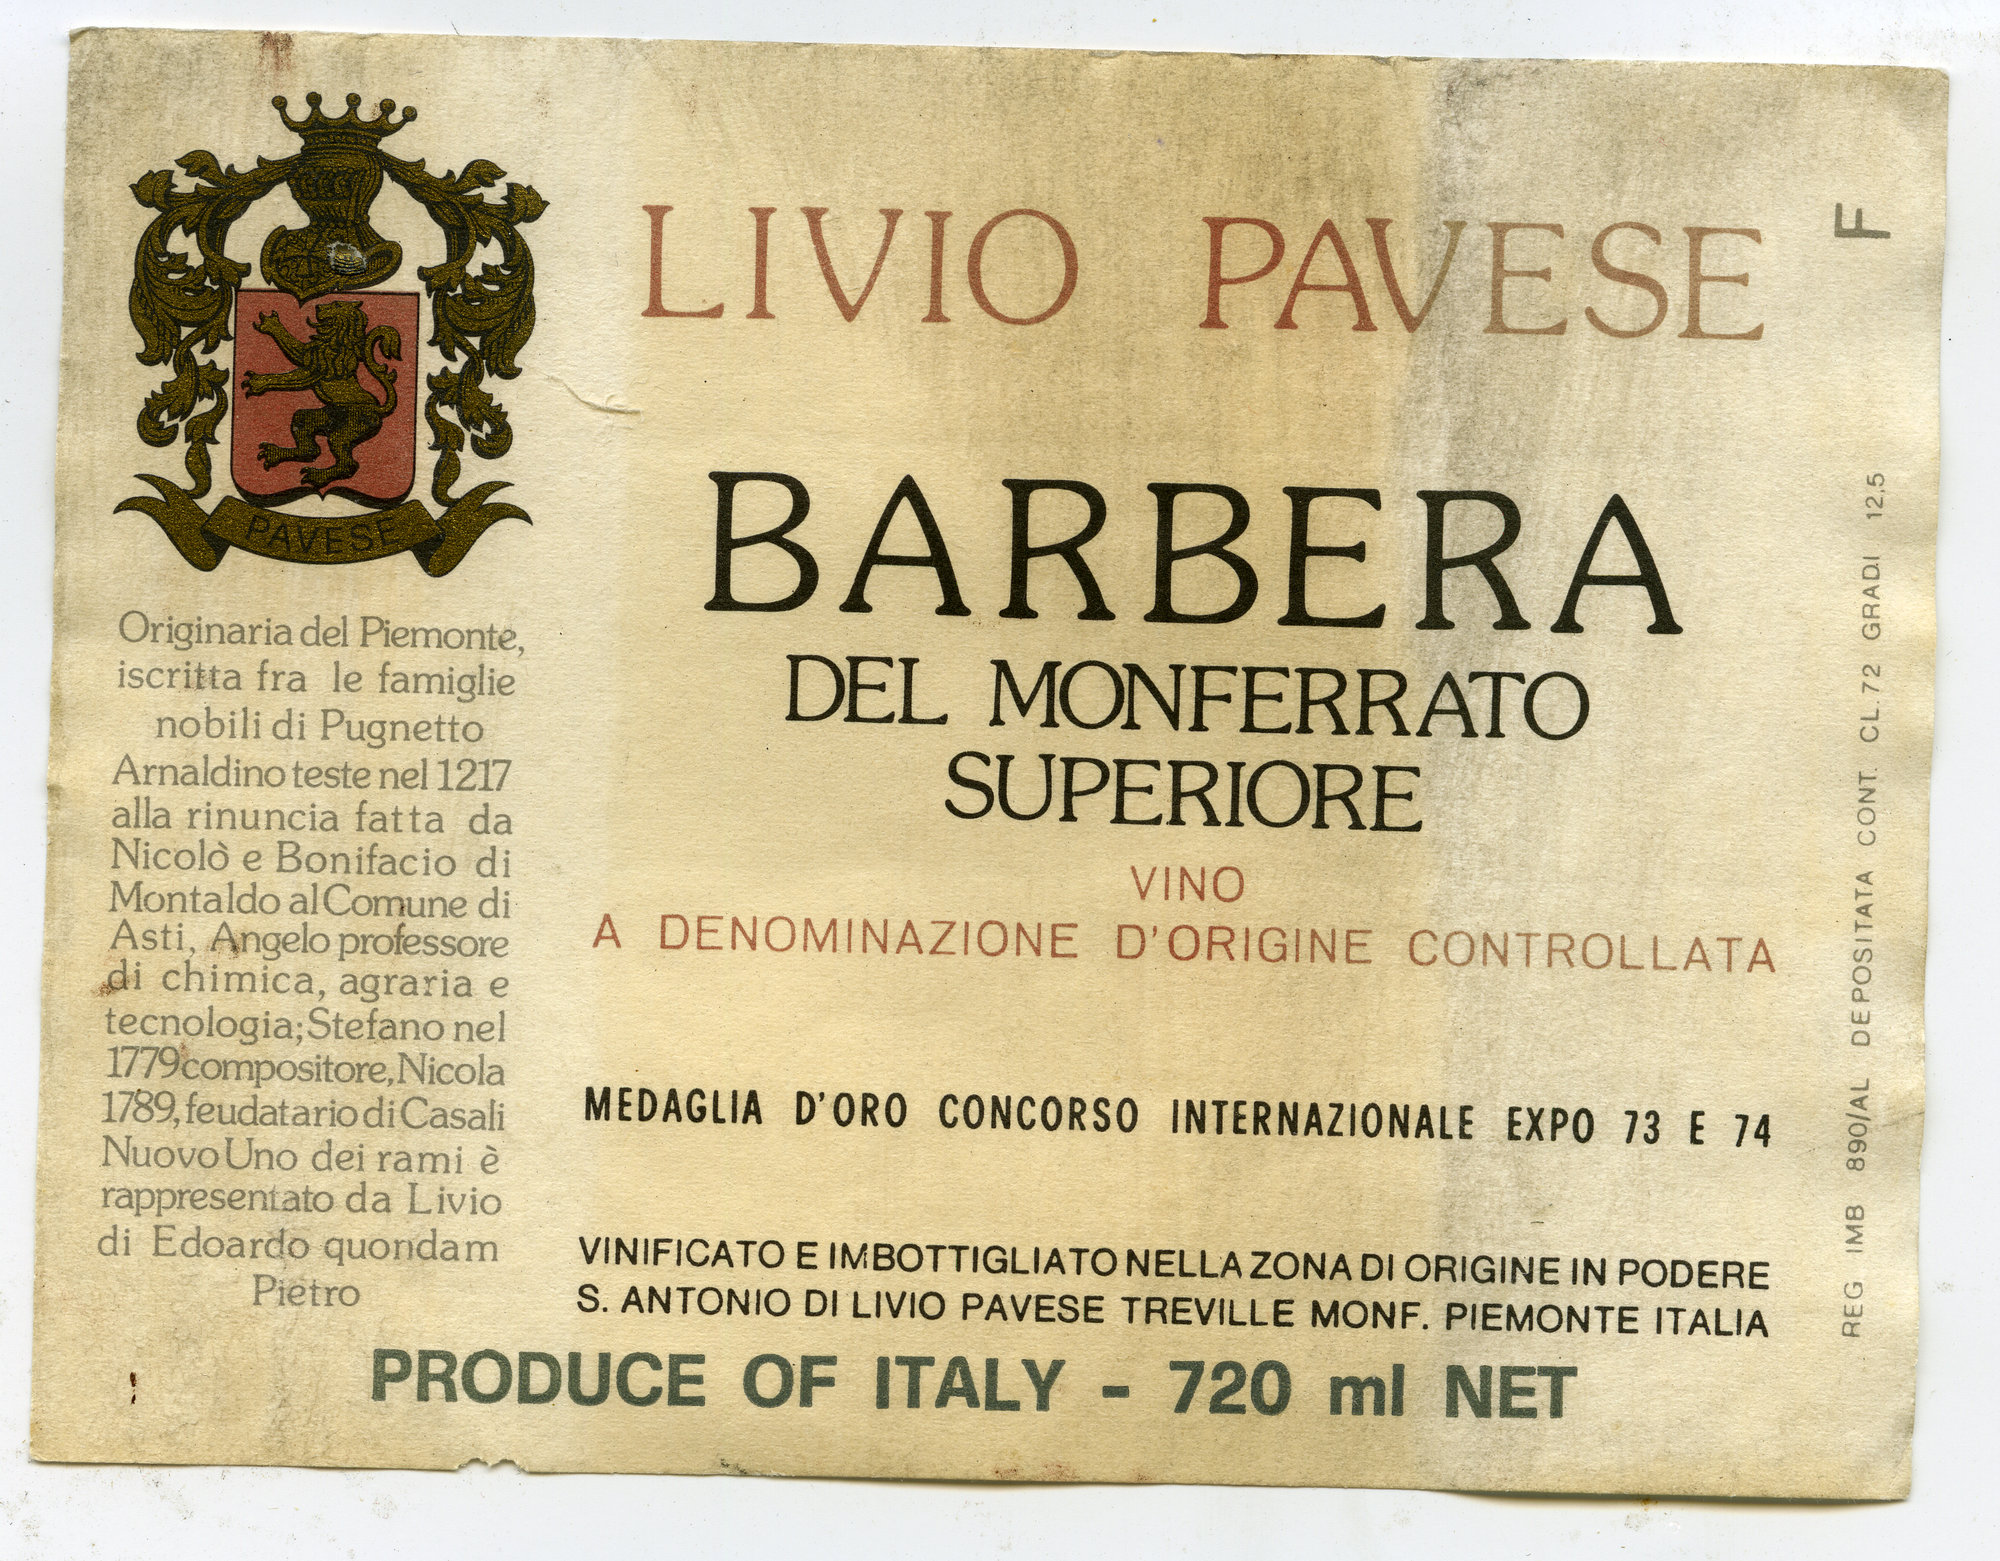 LIVIO PAVESE
F
PAVESE
Originaria del Piemonte,
iscritta fra le famiglie
nobili di Pugnetto
Arnaldino teste nel 1217
alla rinuncia fatta da
Nicolò e Bonifacio di
Montaldo al Comune di
Asti, Angelo professore
di chimica, agraria e
tecnologia; Stefano nel
1779 compositore, Nicola
1789, feudatario di Casali
Nuovo Uno dei rami è
rappresentato da Livio
di Edoardo quondam
Pietro
BARBERA
DEL MONFERRATO
SUPERIORE
VINO
A DENOMINAZIONE D'ORIGINE CONTROLLATA
MEDAGLIA D'ORO CONCORSO INTERNAZIONALE EXPO 73 E 74
VINIFICATO E IMBOTTIGLIATO NELLA ZONA DI ORIGINE IN PODERE
S. ANTONIO DI LIVIO PAVESE TREVILLE MONF. PIEMONTE ITALIA
PRODUCE OF ITALY - 720 ml NET
REG IMB 890/AL DEPOSITATA CONT. CL. 72 GRADI 12,5